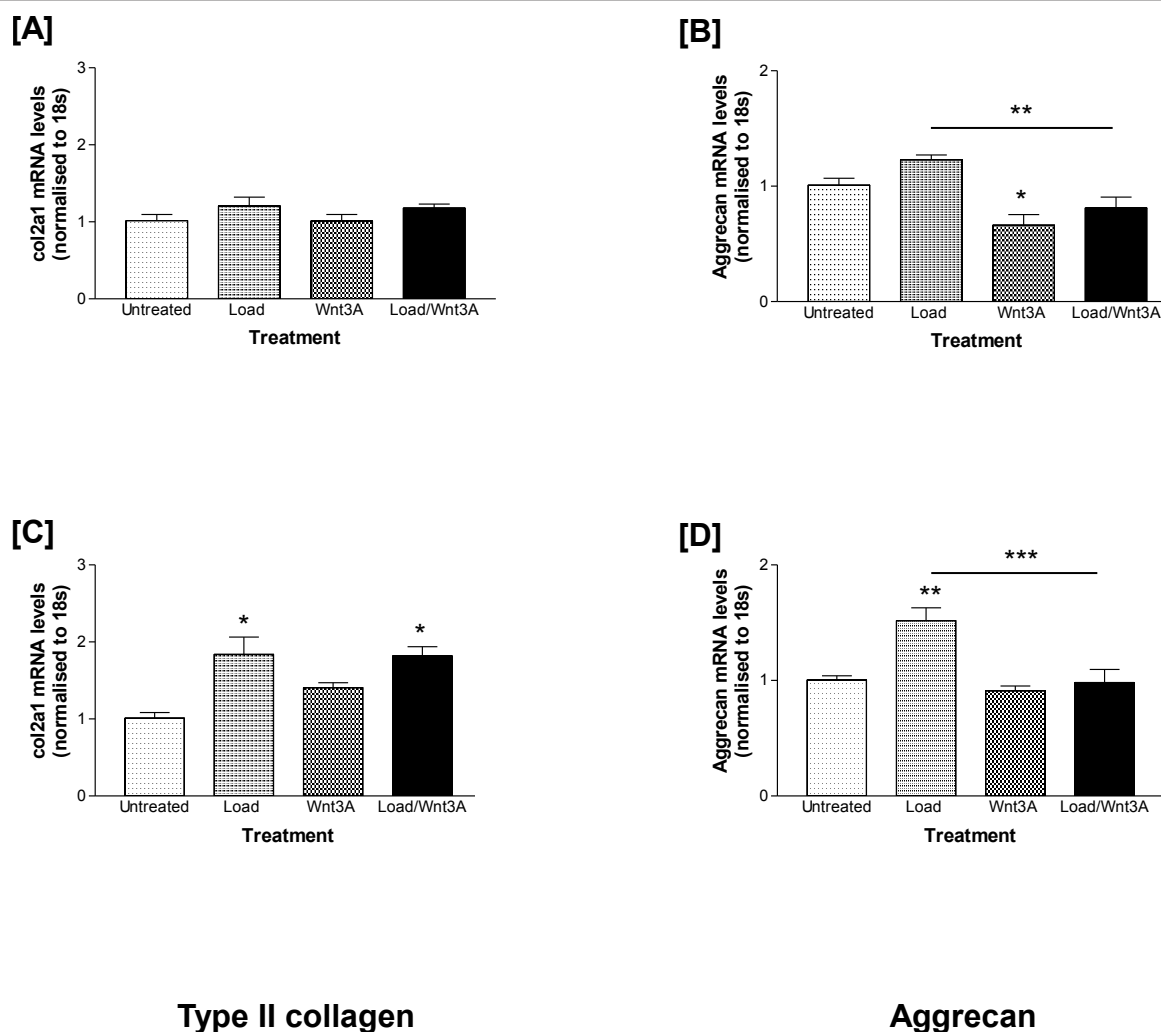 [A]
col2a1 mRNA levels
(normalised to 18s)
3
2
1
0
Untreated Load Wnt3A Load/Wnt3A
Treatment
[B]
Aggrecan mRNA levels
(normalised to 18s)
2
1
0
**
*
Untreated Load Wnt3A Load/Wnt3A
Treatment
[C]
col2a1 mRNA levels
(normalised to 18s)
3
2
1
0
* *
Untreated Load Wnt3A Load/Wnt3A
Treatment
[D]
Aggrecan mRNA levels
(normalised to 18s)
2
1
0
***
**
Untreated Load Wnt3A Load/Wnt3A
Treatment
Type II collagen
Aggrecan